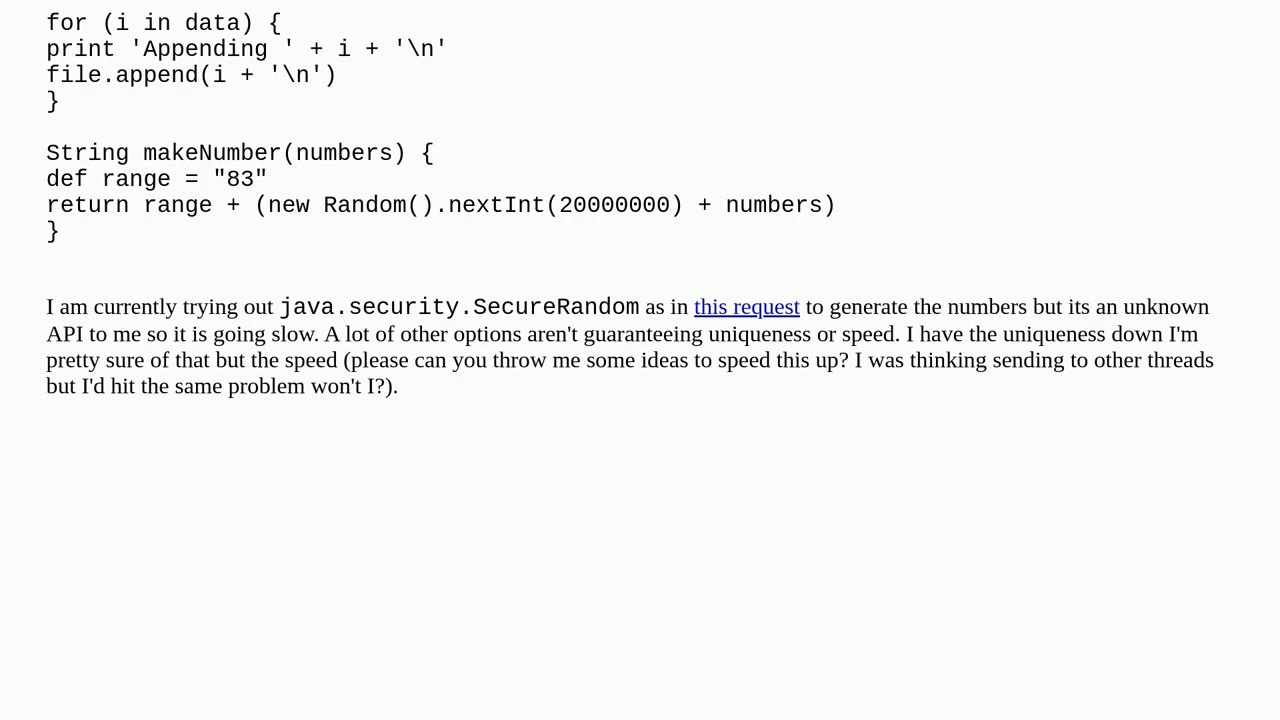 for (i in data) {
print 'Appending ' + i + '\n'
file.append(i + '\n')
}
String makeNumber(numbers) {
def range = "83"
return range + (new Random().nextInt(20000000) + numbers)
}
I am currently trying out java.security.SecureRandom as in this request to generate the numbers but its an unknown
API to me so it is going slow. A lot of other options aren't guaranteeing uniqueness or speed. I have the uniqueness down I'm
pretty sure of that but the speed (please can you throw me some ideas to speed this up? I was thinking sending to other threads
but I'd hit the same problem won't I?).